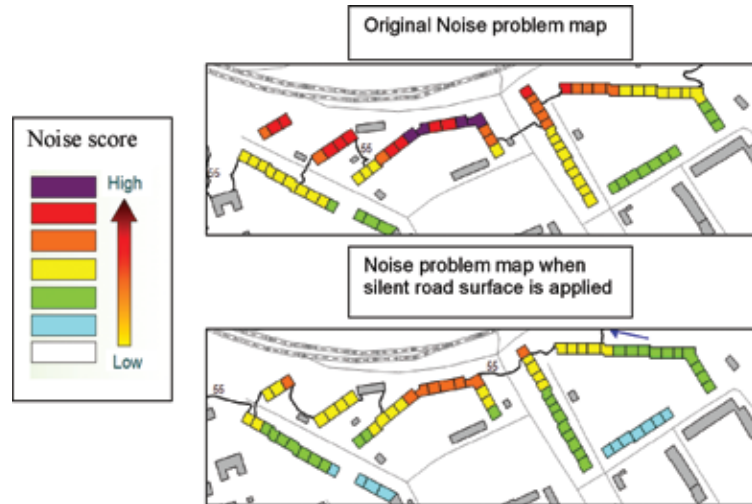 Original Noise problem map
Noise score
High
Low
55
55
Noise problem map when
silent road surface is applied
55
55